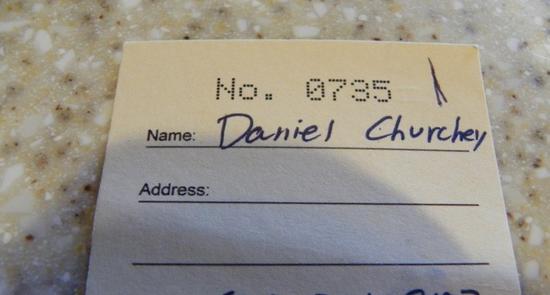 No. 0735
Name: Daniel Churchey
Address: